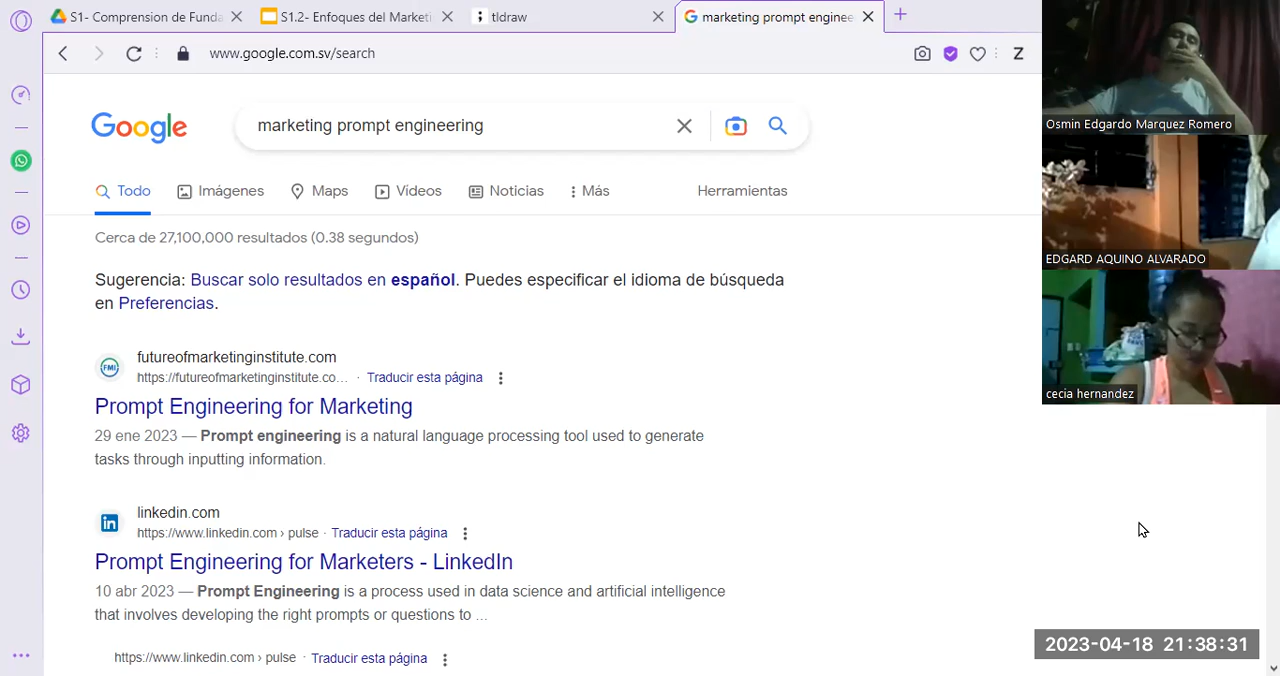 S1- Comprension de Funda
S1.2- Enfoques del Marketi
tldraw
marketing prompt enginee
www.google.com.sv/search
Z
Google
marketing prompt engineering
Todo
Imágenes
Maps
Videos
Noticias
Más
Herramientas
Cerca de 27,100,000 resultados (0.38 segundos)
Sugerencia: Buscar solo resultados en español. Puedes especificar el idioma de búsqueda
en Preferencias.
FMI
futureofmarketinginstitute.com
https://futureofmarketinginstitute.co... · Traducir esta página
Prompt Engineering for Marketing
29 ene 2023 — Prompt engineering is a natural language processing tool used to generate
tasks through inputting information.
in
linkedin.com
https://www.linkedin.com › pulse · Traducir esta página
Prompt Engineering for Marketers - LinkedIn
10 abr 2023 — Prompt Engineering is a process used in data science and artificial intelligence
that involves developing the right prompts or questions to ...
https://www.linkedin.com › pulse · Traducir esta página
Osmin Edgardo Marquez Romero
EDGARD AQUINO ALVARADO
cecia hernandez
2023-04-18 21:38:31